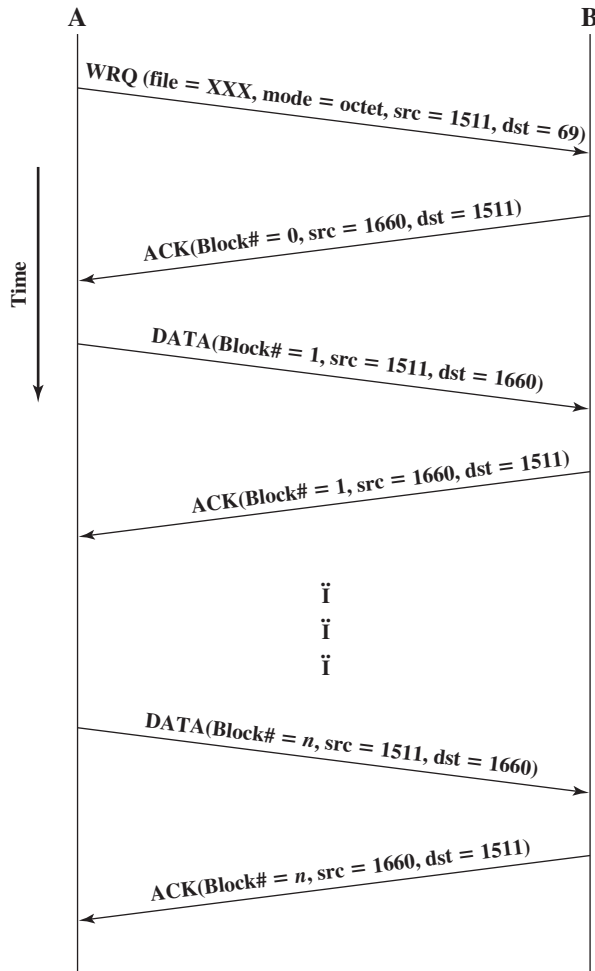 A B
WRQ (file = XXX, mode = octet, src = 1511, dst = 69)
ACK(Block# = 0, src = 1660, dst = 1511)
Time
DATA(Block# = 1, src = 1511, dst = 1660)
ACK(Block# = 1, src = 1660, dst = 1511)
Ï
Ï
Ï
DATA(Block# = n, src = 1511, dst = 1660)
ACK(Block# = n, src = 1660, dst = 1511)